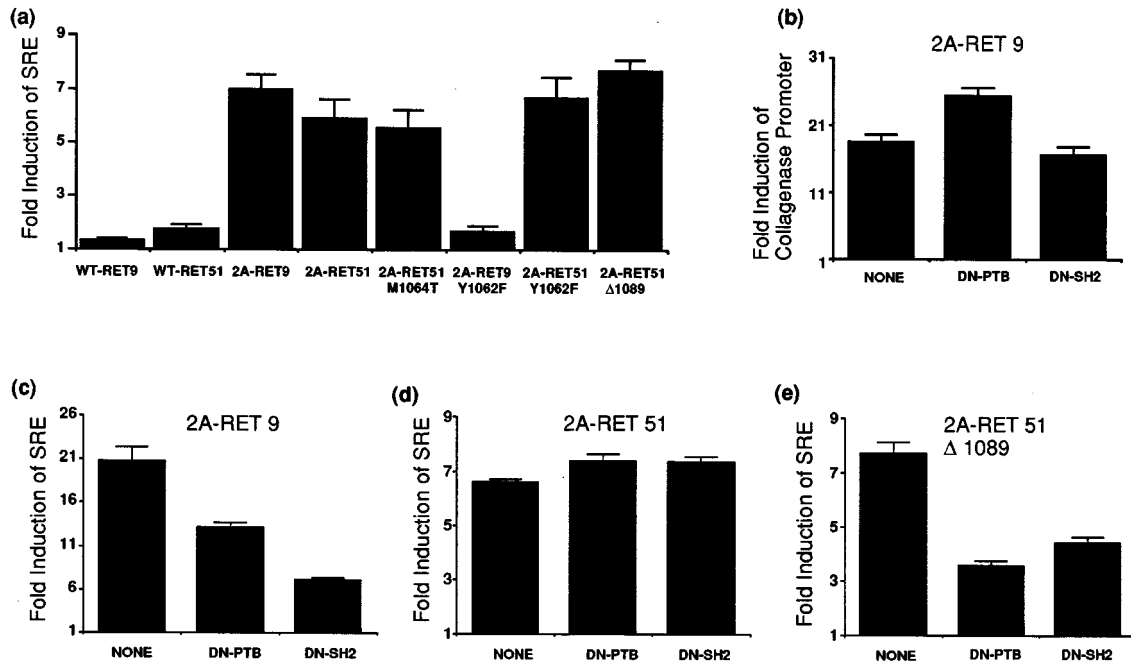 (a)
Fold Induction of SRE
9
7
5
3
1
WT-RET9
WT-RET51
2A-RET9
2A-RET51
2A-RET51
M1064T
2A-RET9
Y1062F
2A-RET51
Y1062F
2A-RET51
Δ1089
(b)
2A-RET 9
Fold Induction of
Collagenase Promoter
31
21
11
1
NONE
DN-PTB
DN-SH2
(c)
2A-RET 9
Fold Induction of SRE
26
21
16
11
6
1
NONE
DN-PTB
DN-SH2
(d)
2A-RET 51
Fold Induction of SRE
9
7
5
3
1
NONE
DN-PTB
DN-SH2
(e)
2A-RET 51
Δ 1089
Fold Induction of SRE
9
7
5
3
1
NONE
DN-PTB
DN-SH2